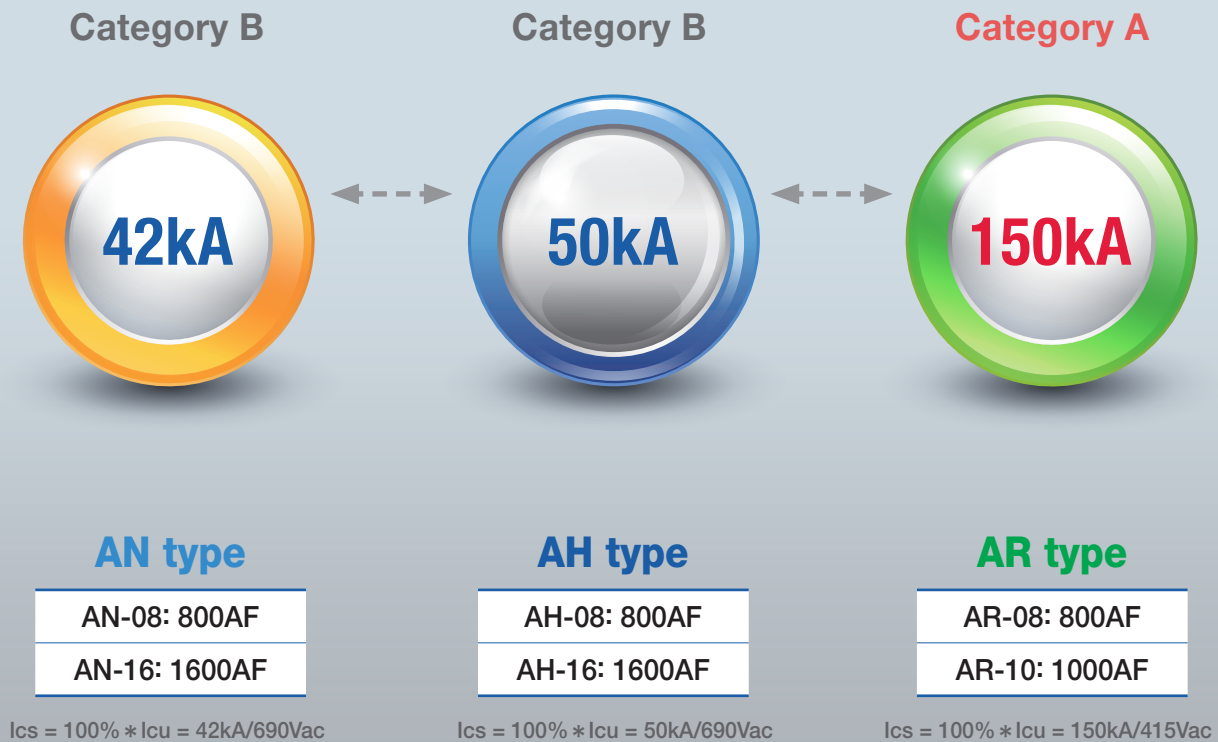 Category B
42kA
AN type
AN-08: 800AF
AN-16: 1600AF
Ics = 100% * Icu = 42kA/690Vac
Category B
50kA
AH type
AH-08: 800AF
AH-16: 1600AF
Ics = 100% * Icu = 50kA/690Vac
Category A
150kA
AR type
AR-08: 800AF
AR-10: 1000AF
Ics = 100% * Icu = 150kA/415Vac